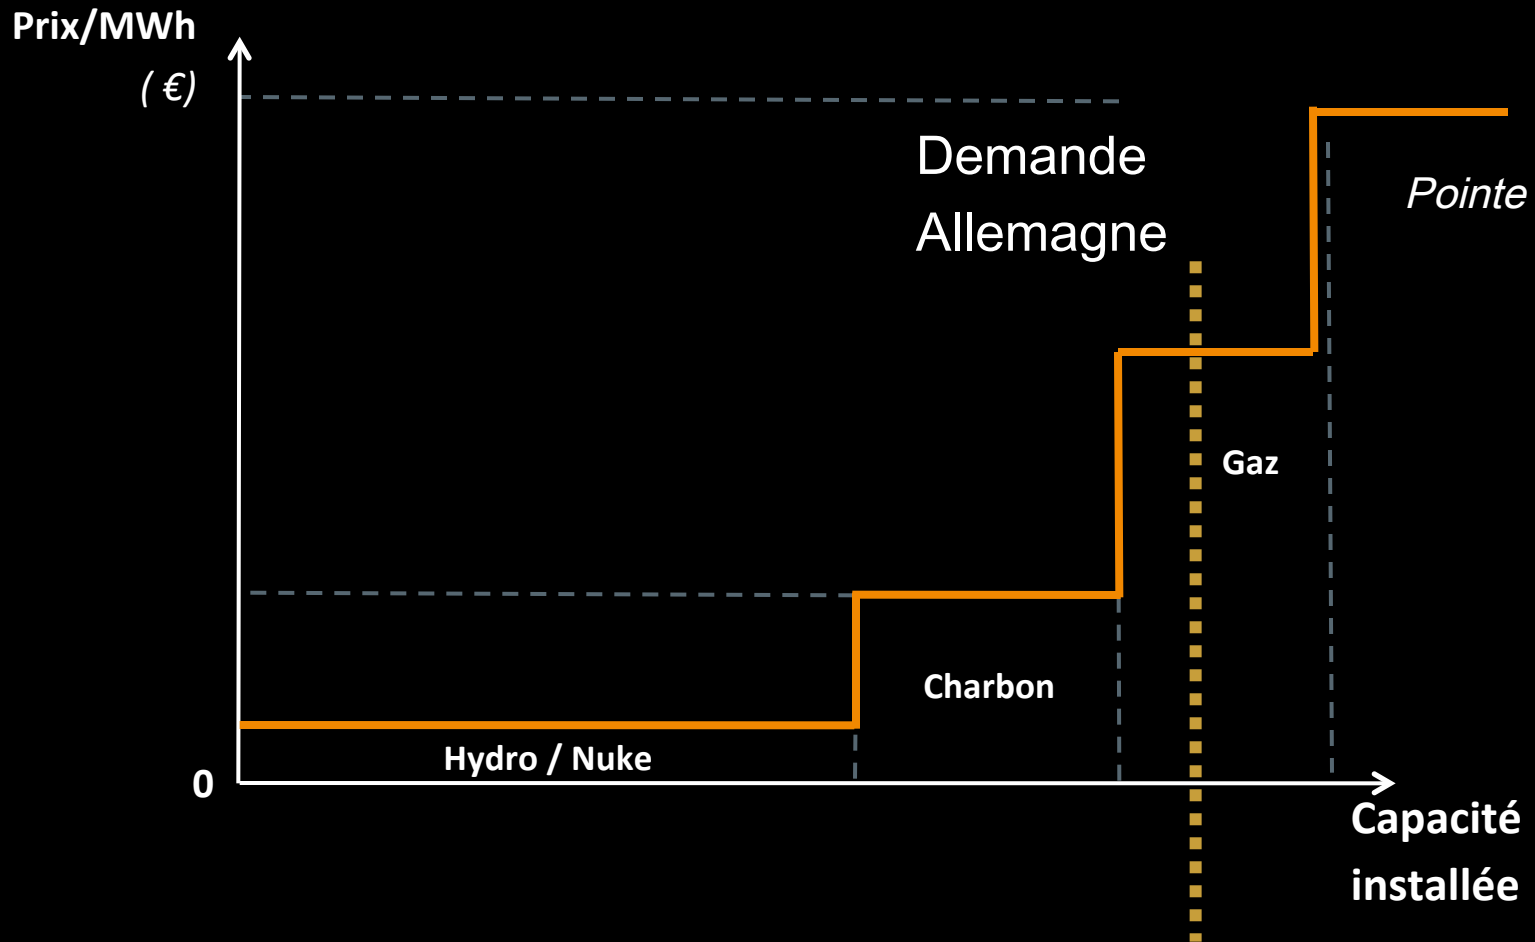 Prix/MWh
( €)
Demande
Allemagne
Pointe
Gaz
Charbon
Hydro / Nuke
0
Capacité
installée